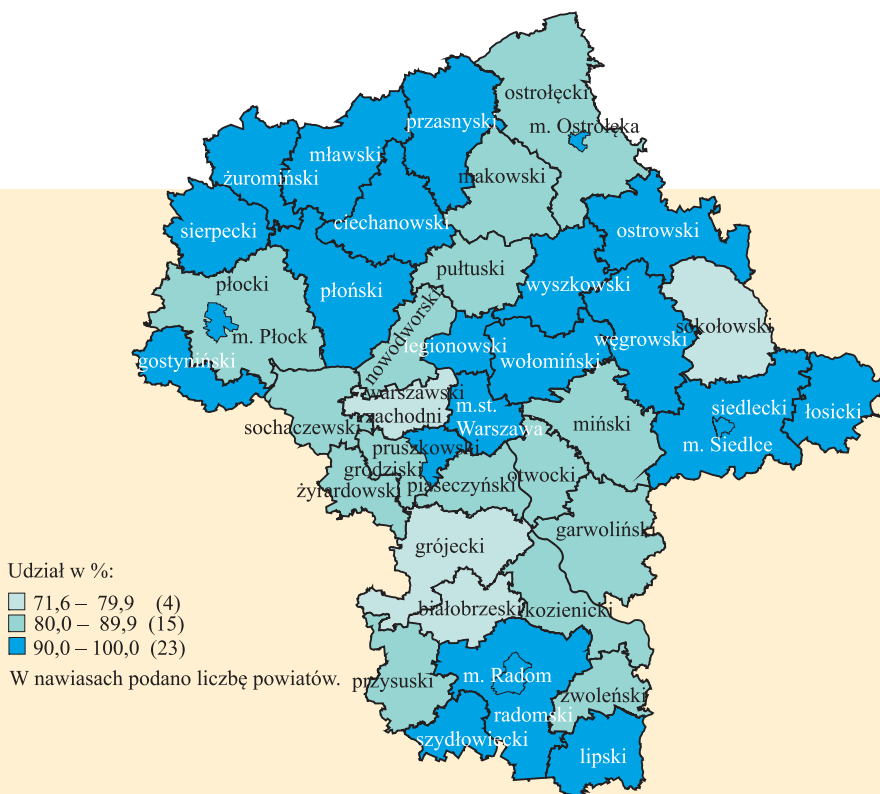 ostrołęcki
m. Ostrołęka
przasnyski
mławski
makowski
żuromiński
ciechanowski
sierpecki
ostrowski
pułtuski
płocki
płoński
wyszkowski
nowodworski
sokołowski
m. Płock
legionowski
węgrowski
gostyniński
wołomiński
warszawski
zachodni
m.st.
Warszawa
siedlecki
łosicki
sochaczewski
miński
m. Siedlce
pruszkowski
grodziski
otwocki
żyrardowski
piaseczyński
garwoliński
grójecki
białobrzeski
kozienicki
Udział w %:
71,6 – 79,9 (4)
80,0 – 89,9 (15)
90,0 – 100,0 (23)
W nawiasach podano liczbę powiatów.
przysuski
m. Radom
zwoleński
radomski
szydłowiecki
lipski